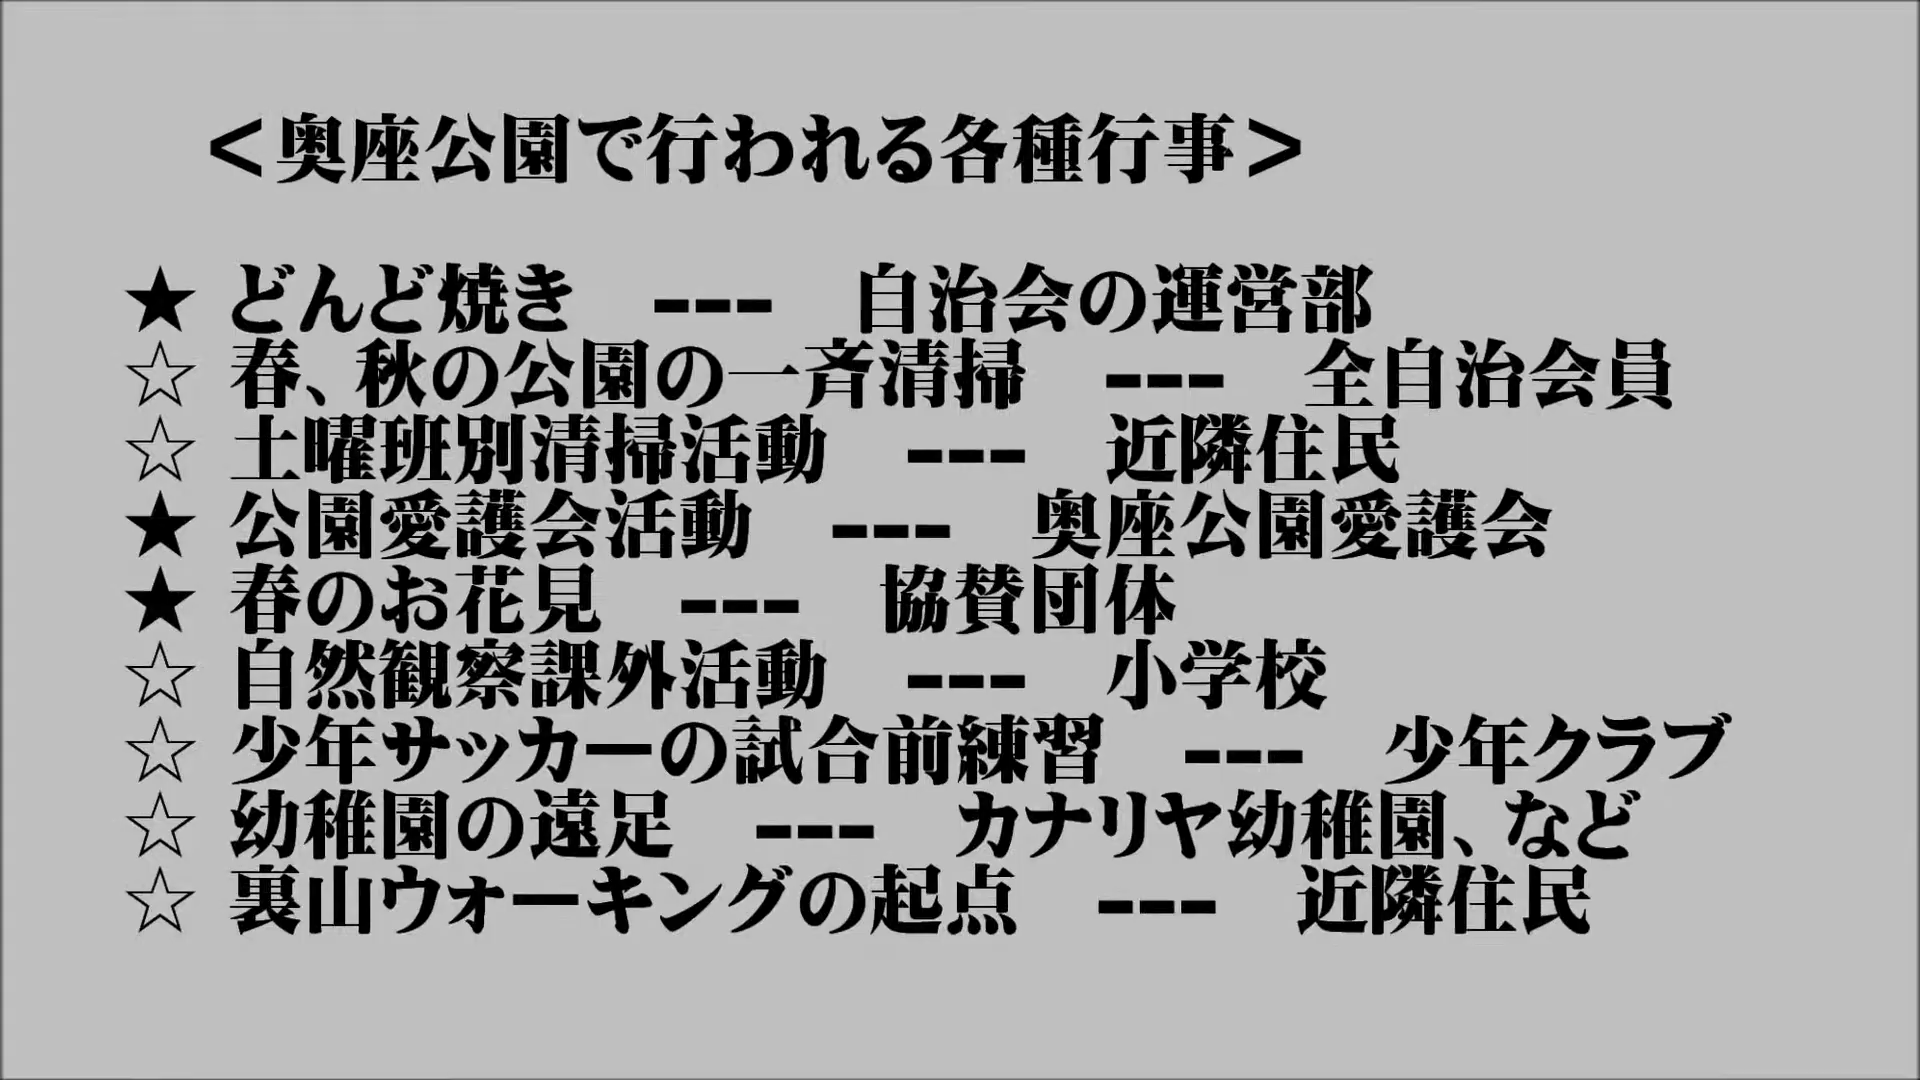 ＜奥座公園で行われる各種行事＞
★ どんど焼き　---　自治会の運営部
☆ 春、秋の公園の一斉清掃　---　全自治会員
☆ 土曜班別清掃活動　---　近隣住民
★ 公園愛護会活動　---　奥座公園愛護会
★ 春のお花見　---　協賛団体
☆ 自然観察課外活動　---　小学校
☆ 少年サッカーの試合前練習　---　少年クラブ
☆ 幼稚園の遠足　---　カナリヤ幼稚園、など
☆ 裏山ウォーキングの起点　---　近隣住民